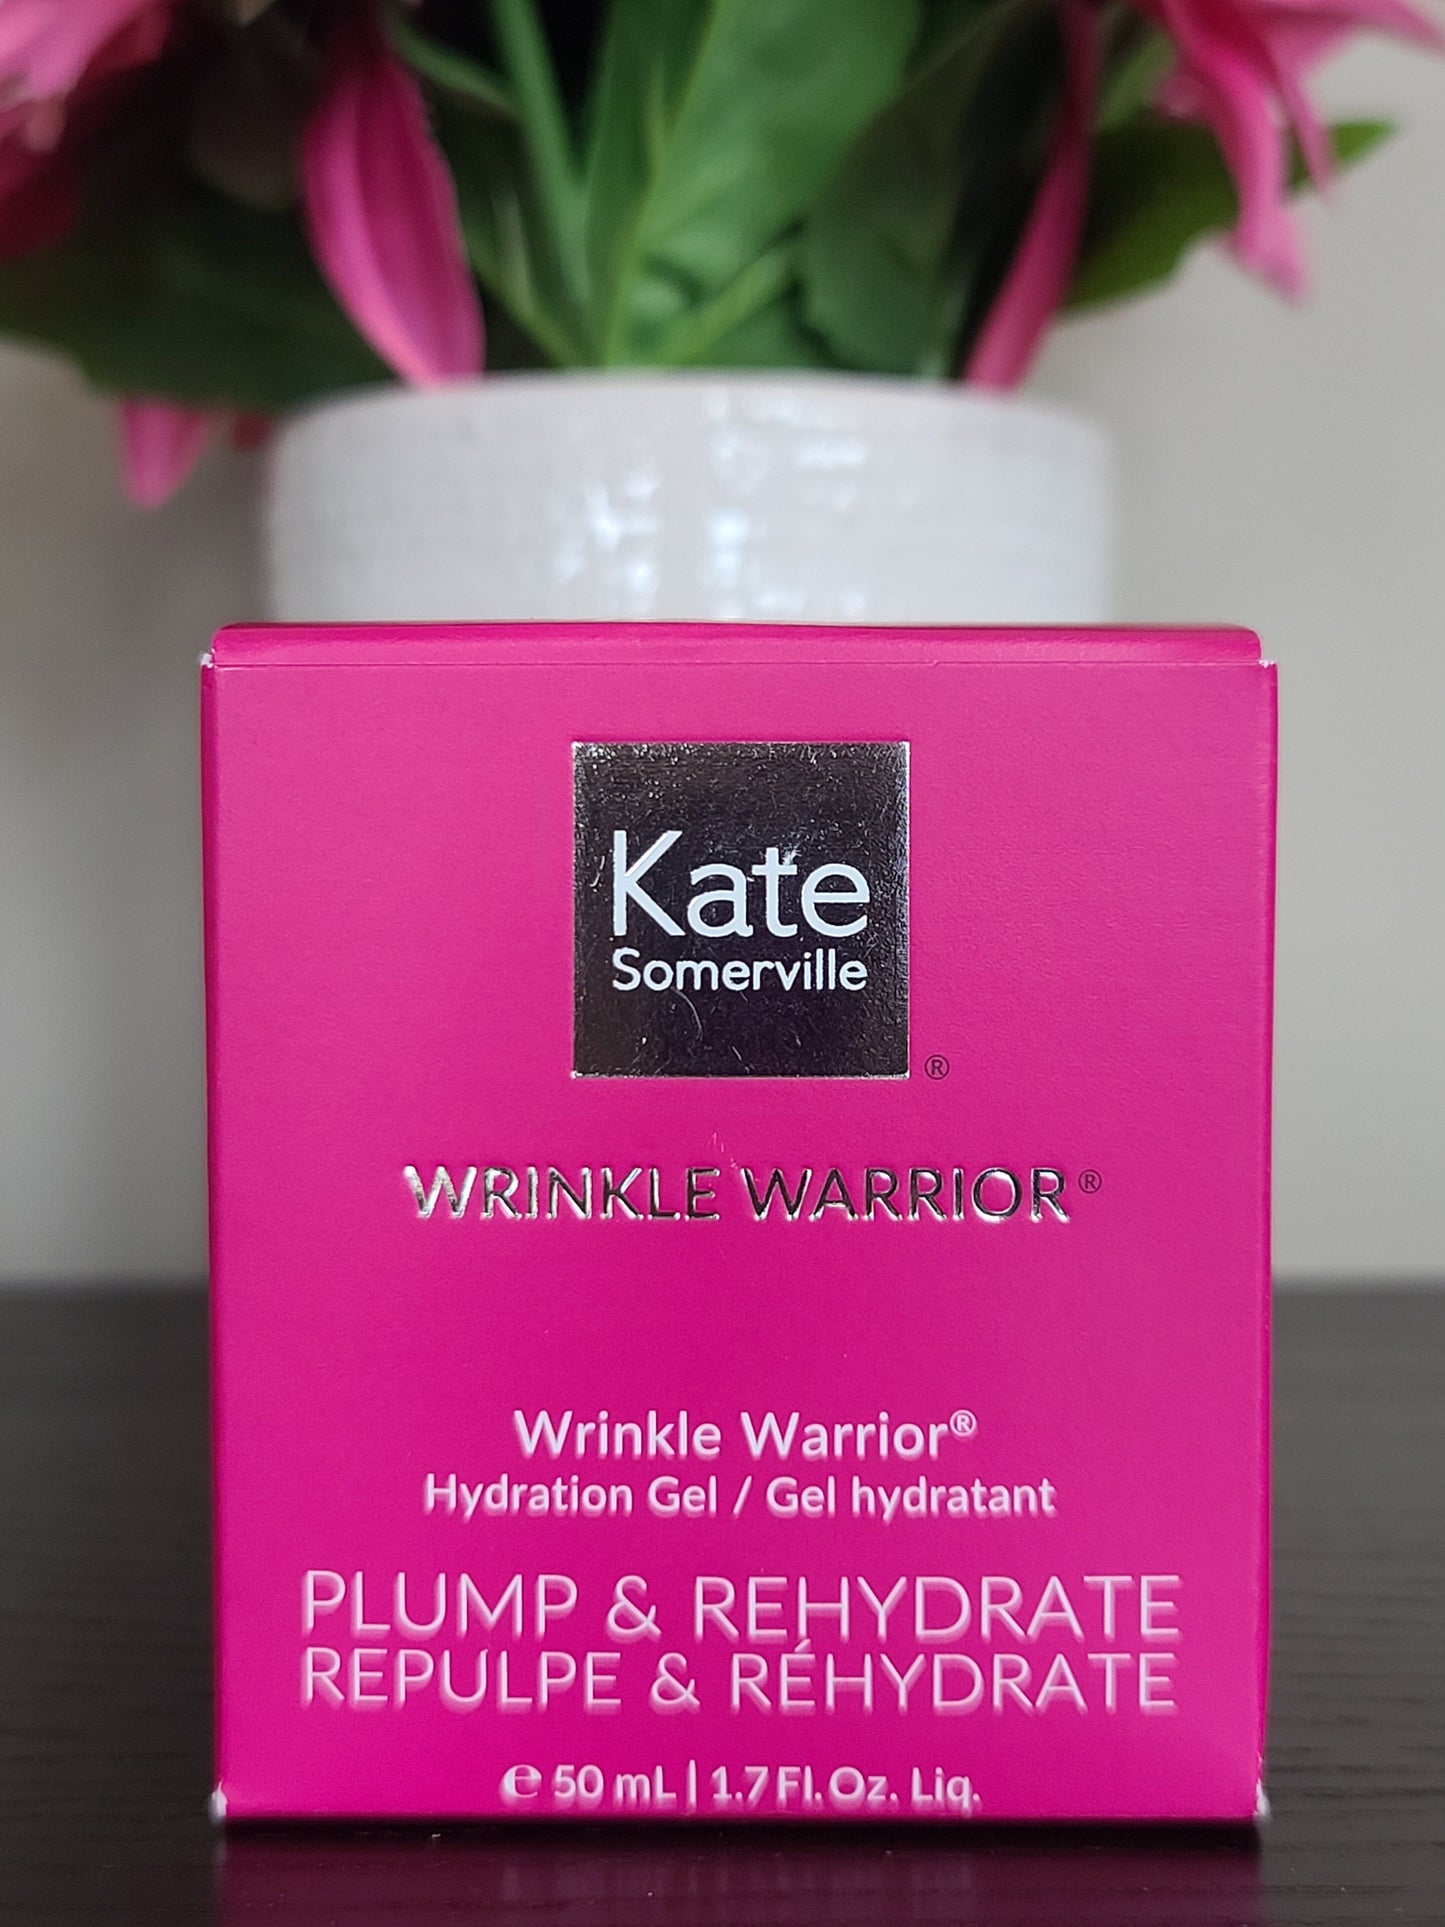 Kate
Somerville
®
WRINKLE WARRIOR®
Wrinkle Warrior®
Hydration Gel / Gel hydratant
PLUMP & REHYDRATE
REPULPE & RÉHYDRATE
℮ 50 mL | 1.7 Fl. Oz. Liq.